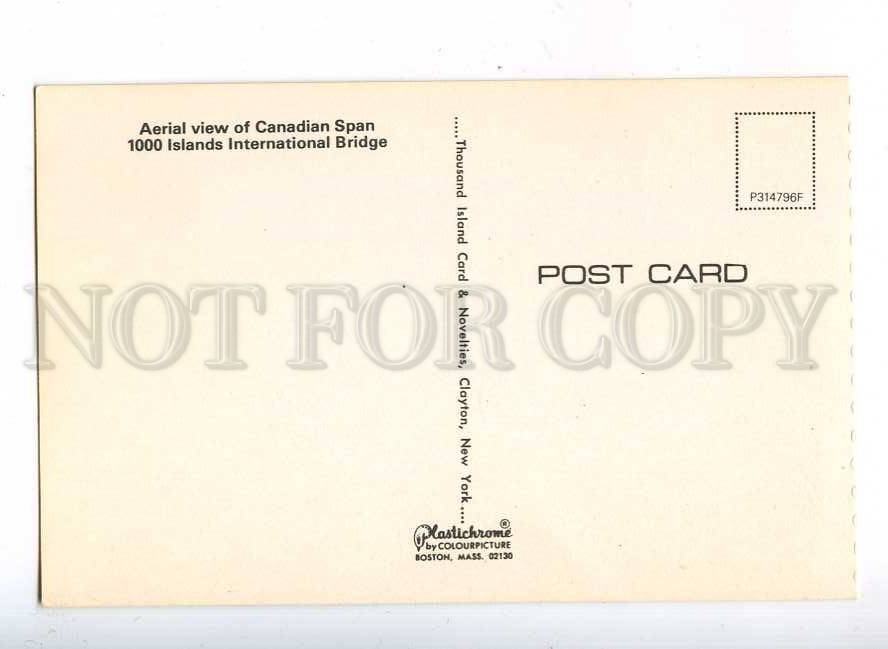 Aerial view of Canadian Span
1000 Islands International Bridge
.....Thousand Island Card & Novelties, Clayton, New York....
P314796F
POST CARD
NOT FOR COPY
Plastichrome®
by COLOURPICTURE
BOSTON, MASS. 02130